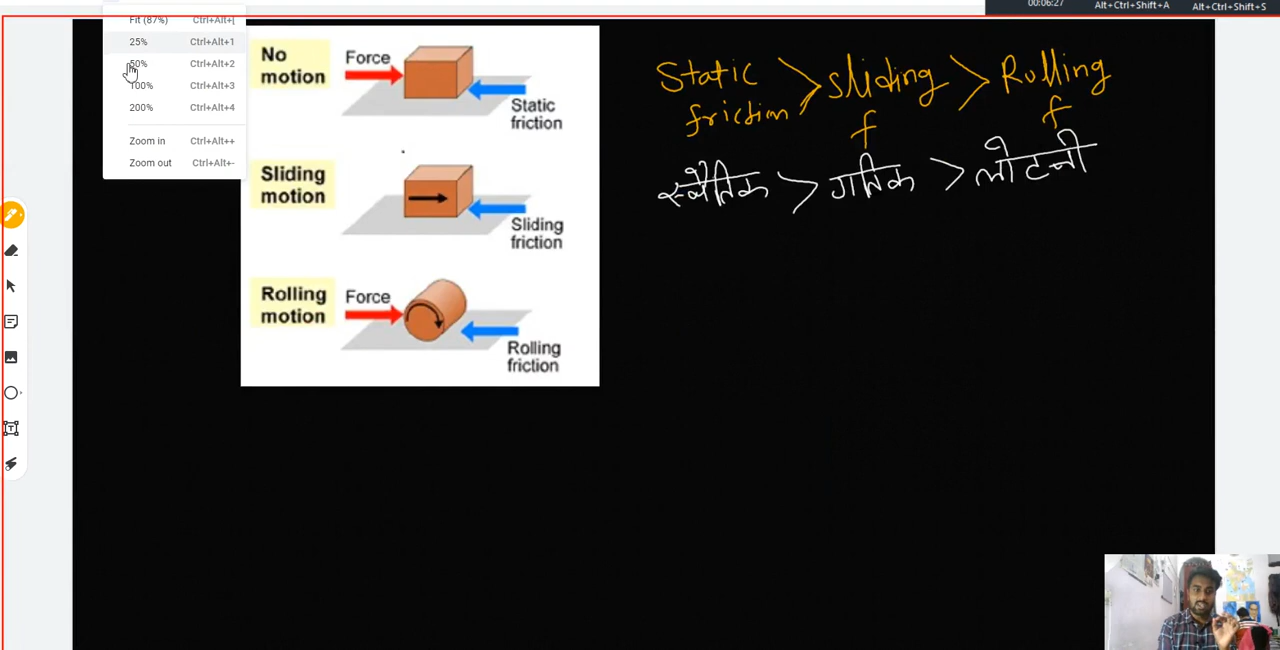 00:06:27
Alt+Ctrl+Shift+A
Alt+Ctrl+Shift+S
Fit (87%) Ctrl+Alt+[
25% Ctrl+Alt+1
50% Ctrl+Alt+2
100% Ctrl+Alt+3
200% Ctrl+Alt+4
Zoom in Ctrl+Alt++
Zoom out Ctrl+Alt+-
No
motion
Force
Static
friction
Sliding
motion
Sliding
friction
Rolling
motion
Force
Rolling
friction
Static > sliding > Rolling
friction f f
स्थैतिक > गतिक > लोटनी
T